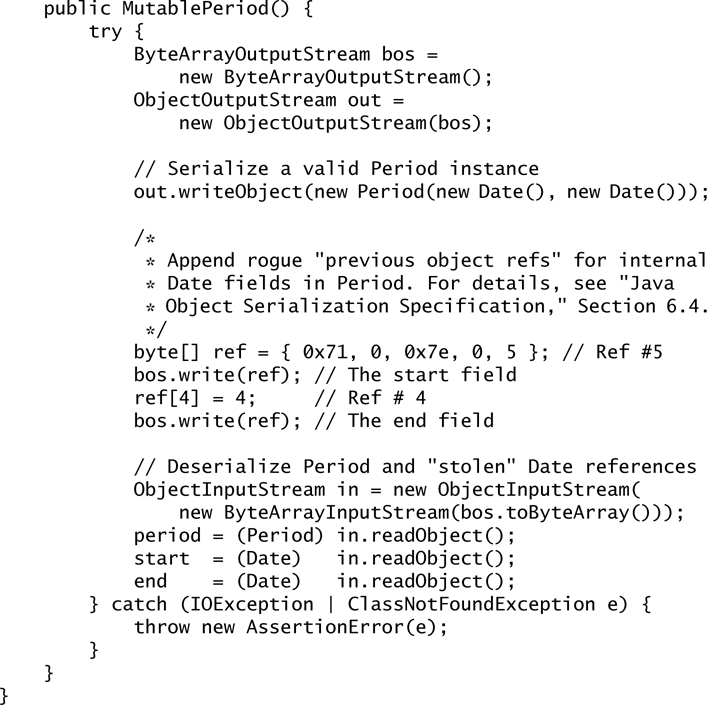 public MutablePeriod() {
        try {
            ByteArrayOutputStream bos =
                new ByteArrayOutputStream();
            ObjectOutputStream out =
                new ObjectOutputStream(bos);

            // Serialize a valid Period instance
            out.writeObject(new Period(new Date(), new Date()));

            /*
             * Append rogue "previous object refs" for internal
             * Date fields in Period. For details, see "Java
             * Object Serialization Specification," Section 6.4.
             */
            byte[] ref = { 0x71, 0, 0x7e, 0, 5 }; // Ref #5
            bos.write(ref); // The start field
            ref[4] = 4;     // Ref # 4
            bos.write(ref); // The end field

            // Deserialize Period and "stolen" Date references
            ObjectInputStream in = new ObjectInputStream(
                new ByteArrayInputStream(bos.toByteArray()));
            period = (Period) in.readObject();
            start  = (Date)   in.readObject();
            end    = (Date)   in.readObject();
        } catch (IOException | ClassNotFoundException e) {
            throw new AssertionError(e);
        }
    }
}